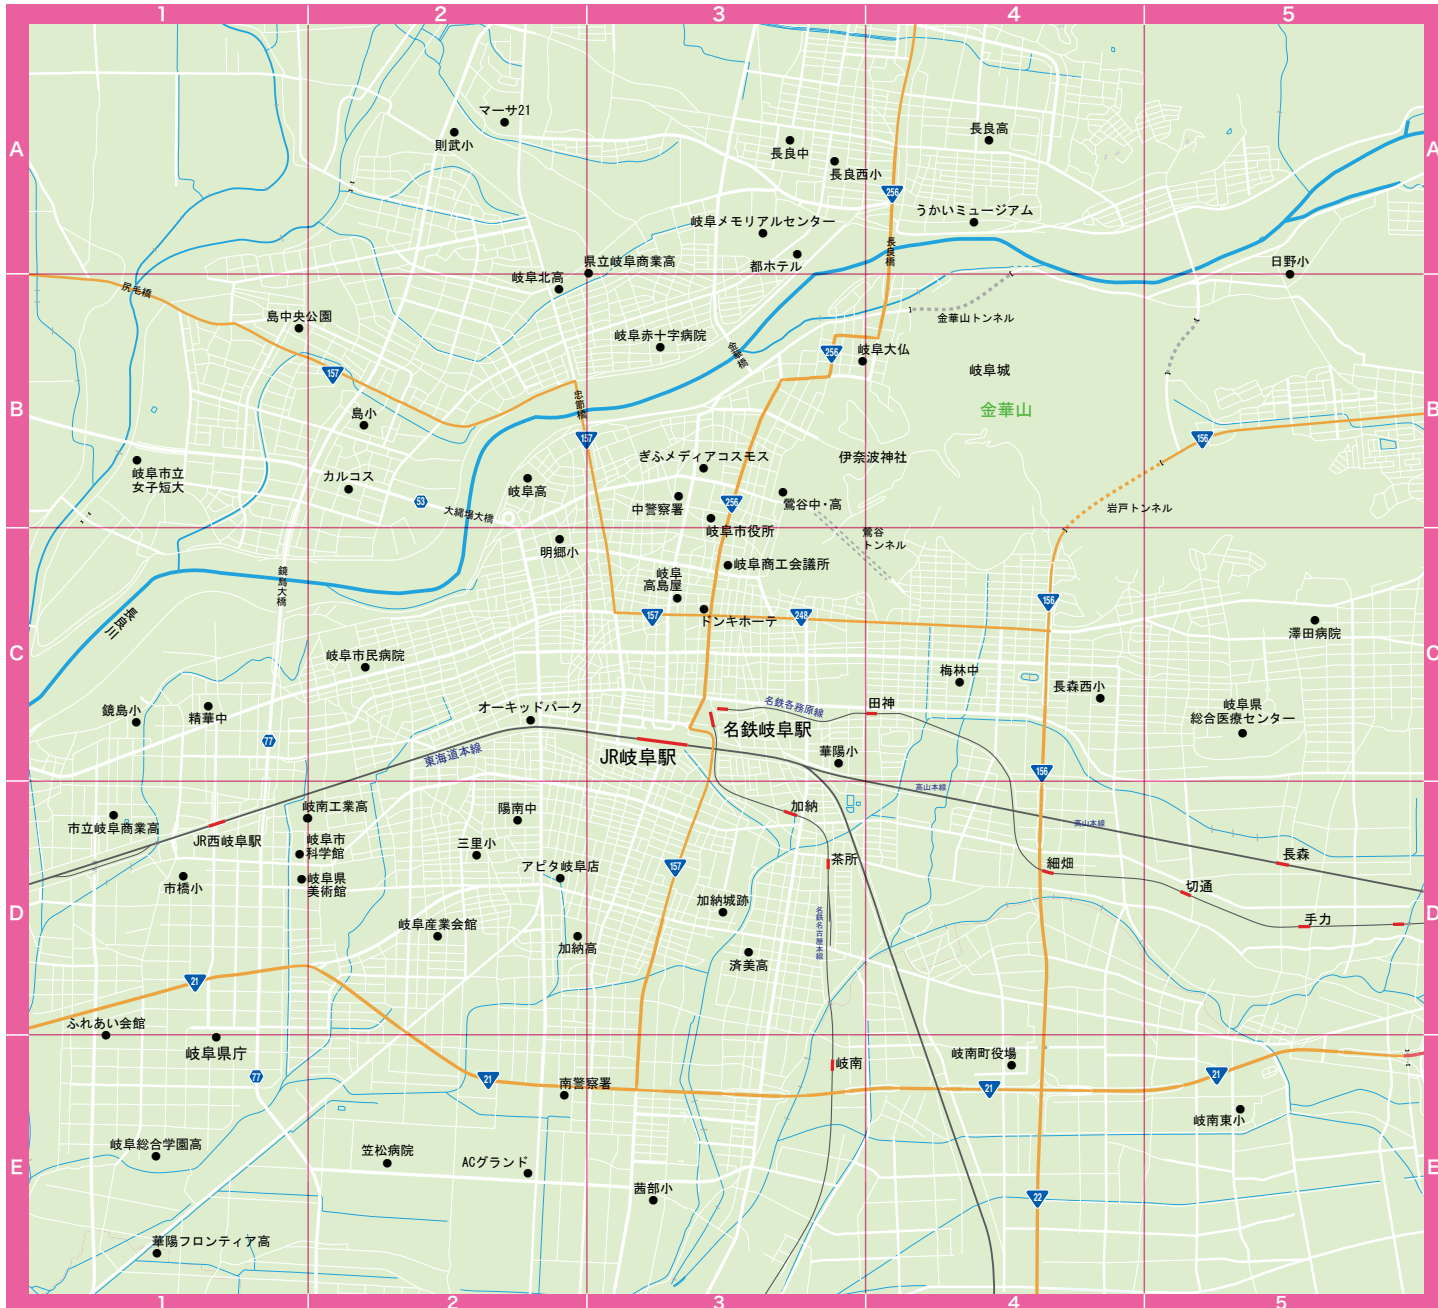 1
2
3
4
5
A
A
マーサ21
則武小
長良中
長良西小
長良高
256
うかいミュージアム
岐阜メモリアルセンター
都ホテル
長良橋
県立岐阜商業高
岐阜北高
日野小
尻毛橋
島中央公園
金華山トンネル
岐阜赤十字病院
金華橋
256
岐阜大仏
岐阜城
157
忠節橋
金華山
B
B
島小
157
156
岐阜市立
女子短大
カルコス
53
大縄場大橋
岐阜高
ぎふメディアコスモス
伊奈波神社
中警察署
256
鶯谷中・高
岩戸トンネル
岐阜市役所
鶯谷
トンネル
明郷小
岐阜商工会議所
岐阜
高島屋
鏡島大橋
長良川
157
ドンキホーテ
248
156
澤田病院
C
C
岐阜市民病院
梅林中
長森西小
鏡島小
精華中
オーキッドパーク
名鉄各務原線
田神
岐阜県
総合医療センター
77
東海道本線
名鉄岐阜駅
JR岐阜駅
華陽小
156
高山本線
高山本線
市立岐阜商業高
岐南工業高
陽南中
加納
JR西岐阜駅
岐阜市
科学館
三里小
茶所
長森
細畑
市橋小
岐阜県
美術館
アピタ岐阜店
157
切通
D
D
加納城跡
手力
岐阜産業会館
加納高
済美高
名鉄名古屋本線
21
ふれあい会館
岐阜県庁
岐南町役場
岐南
77
21
南警察署
21
21
岐南東小
岐阜総合学園高
笠松病院
ACグランド
E
E
茜部小
22
華陽フロンティア高
1
2
3
4
5